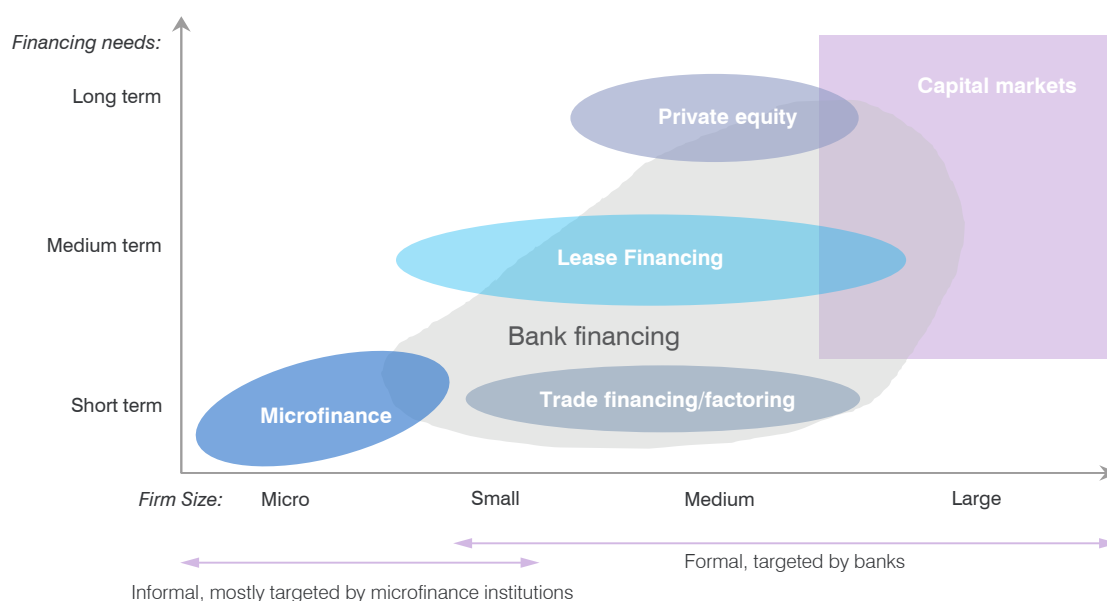 Financing needs:
Long term
Capital markets
Private equity
Medium term
Lease Financing
Bank financing
Short term
Trade financing/factoring
Microfinance
Firm Size:
Micro
Small
Medium
Large
Formal, targeted by banks
Informal, mostly targeted by microfinance institutions